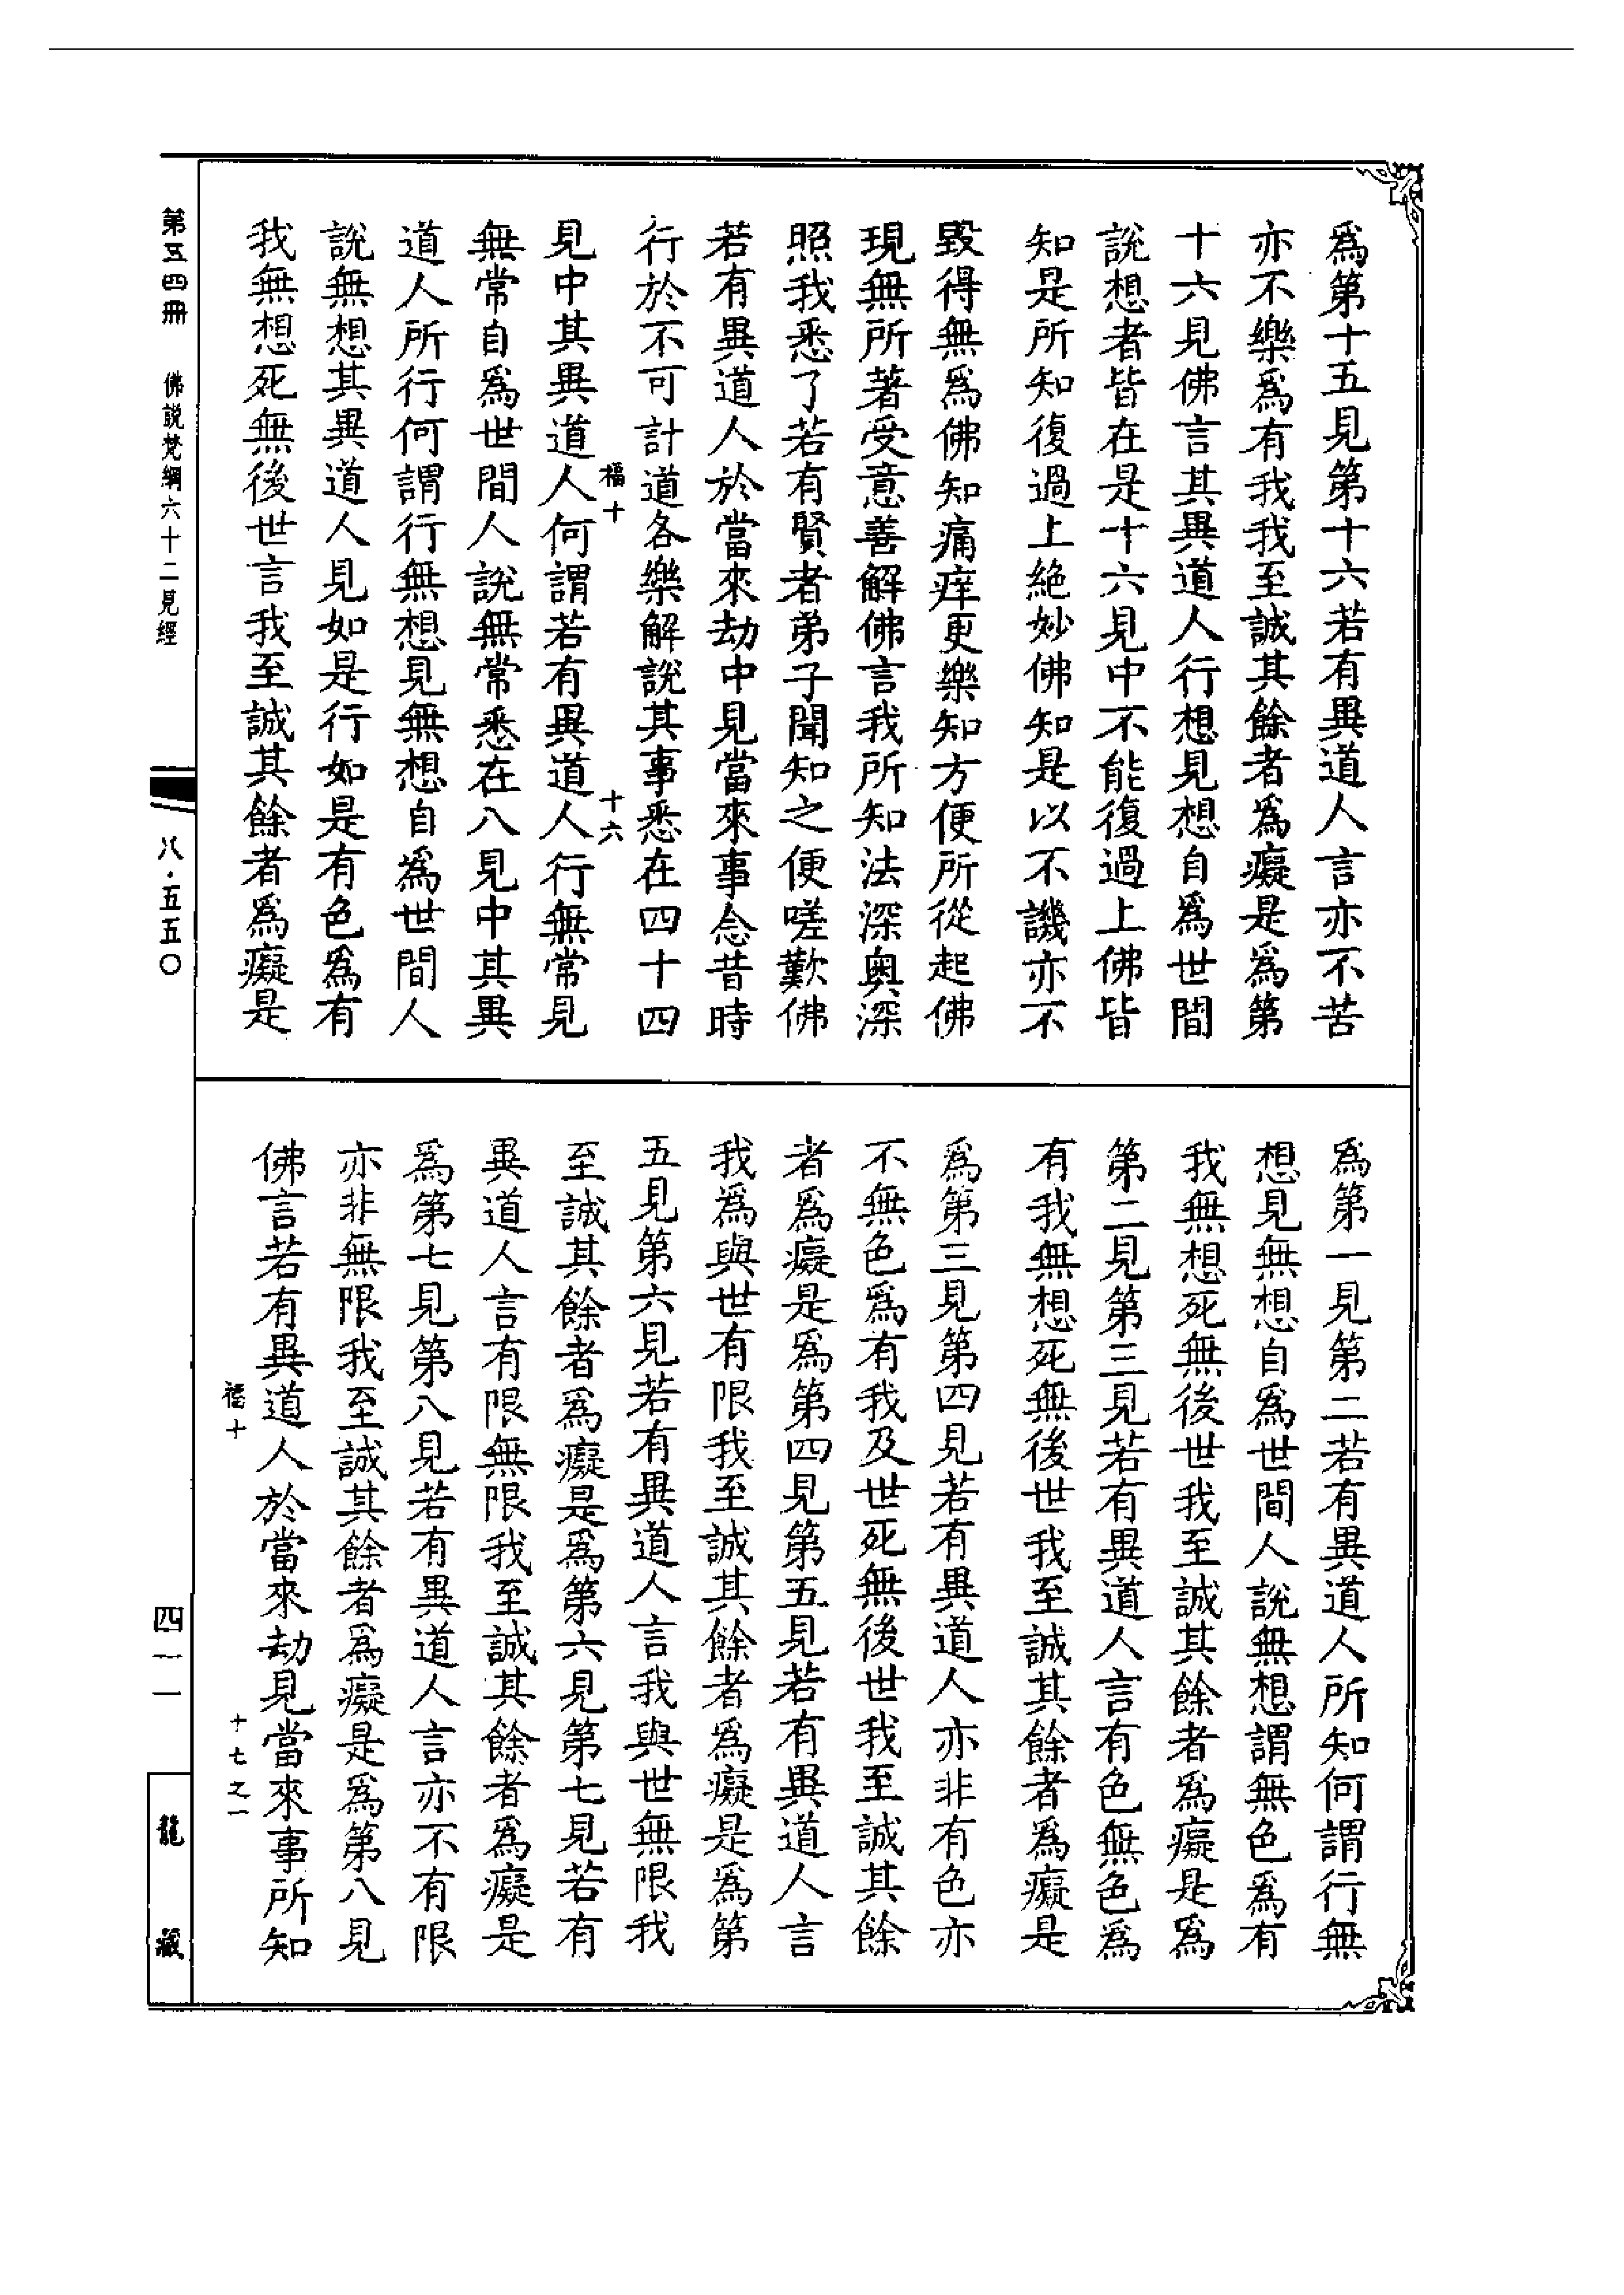 爲第十五見第十六若有異道人言亦不苦
亦不樂爲有我我至誠其餘者爲癡是爲第
十六見佛言其異道人行想見想自爲世間
說想者皆在是十六見中不能復過上佛皆
知是所知復過上絶妙佛知是以不譏亦不
毀得無爲佛知痛痒更樂知方便所從起佛
現無所著受意善解佛言我所知法深奥深
照我悉了若有賢者弟子聞知之便嗟歎佛
若有異道人於當來劫中見當來事念昔時
行於不可計道各樂解說其事悉在四十四
福十
十六
見中其異道人何謂若有異道人行無常見
無常自爲世間人說無常悉在八見中其異
道人所行何謂行無想見無想自爲世間人
說無想其異道人見如是行如是有色爲有
我無想死無後世言我至誠其餘者爲癡是
第五四冊 佛説梵網六十二見經
八·五五〇
爲第一見第二若有異道人所知何謂行無
想見無想自爲世間人說無想謂無色爲有
我無想死無後世我至誠其餘者爲癡是爲
第二見第三見若有異道人言有色無色爲
有我無想死無後世我至誠其餘者爲癡是
爲第三見第四見若有異道人亦非有色亦
不無色爲有我及世死無後世我至誠其餘
者爲癡是爲第四見第五見若有異道人言
我爲與世有限我至誠其餘者爲癡是爲第
五見第六見若有異道人言我與世無限我
至誠其餘者爲癡是爲第六見第七見若有
異道人言有限無限我至誠其餘者爲癡是
爲第七見第八見若有異道人言亦不有限
亦非無限我至誠其餘者爲癡是爲第八見
佛言若有異道人於當來劫見當來事所知
福十
十七之一
四一一
龍藏